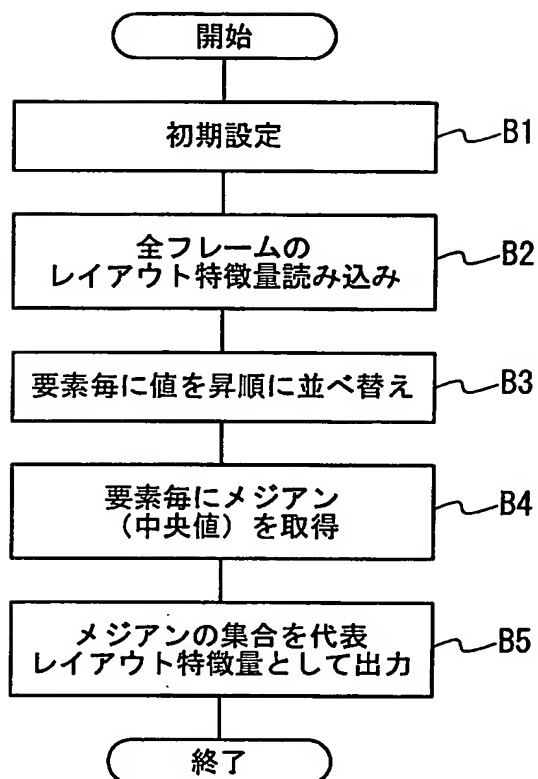 開始
初期設定
B1
全フレームの
レイアウト特徴量読み込み
B2
要素毎に値を昇順に並べ替え
B3
要素毎にメジアン
（中央値）を取得
B4
メジアンの集合を代表
レイアウト特徴量として出力
B5
終了